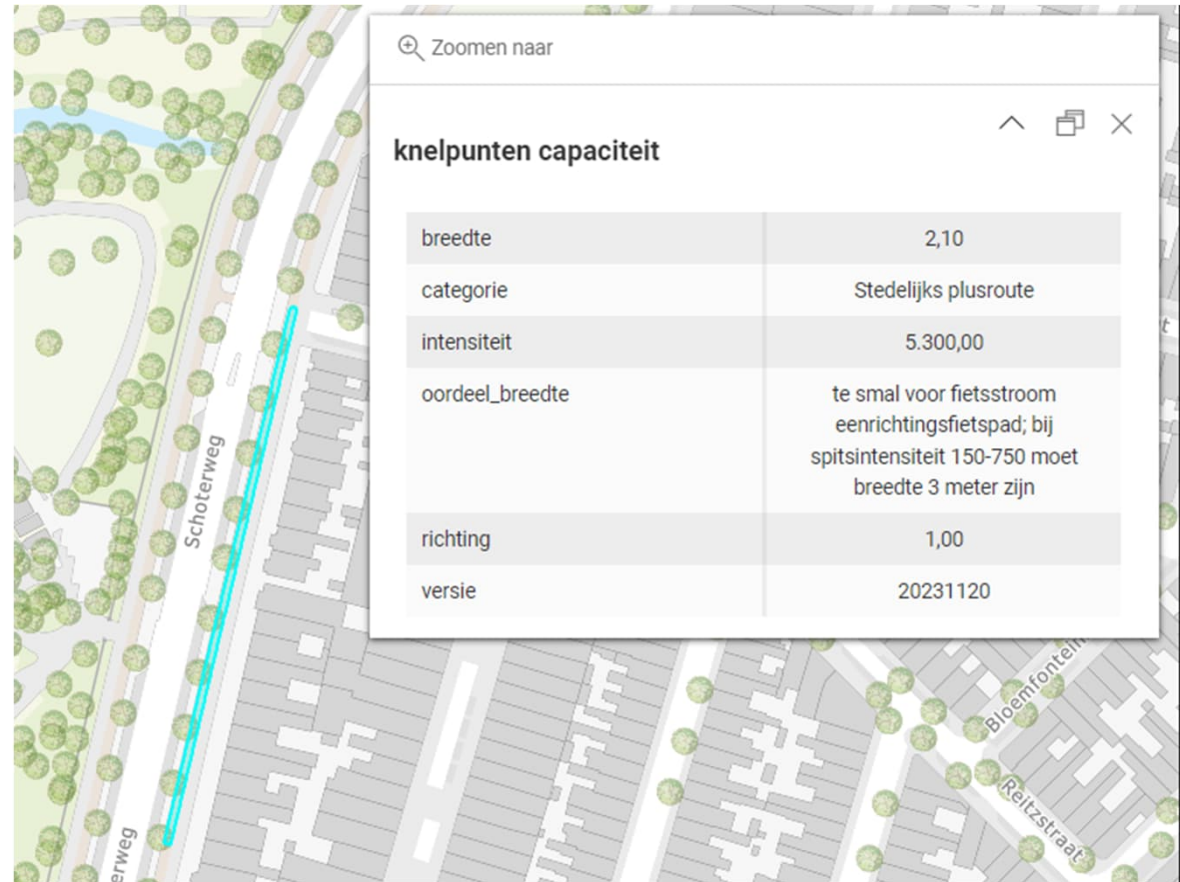 Zoomen naar
knelpunten capaciteit
breedte 2,10
categorie Stedelijks plusroute
intensiteit 5.300,00
oordeel_breedte te smal voor fietsstroom
eenrichtingsfietspad; bij
spitsintensiteit 150-750 moet
breedte 3 meter zijn
richting 1,00
versie 20231120
Schoterweg
erweg
Bloemfontein
Reitzstraat
t